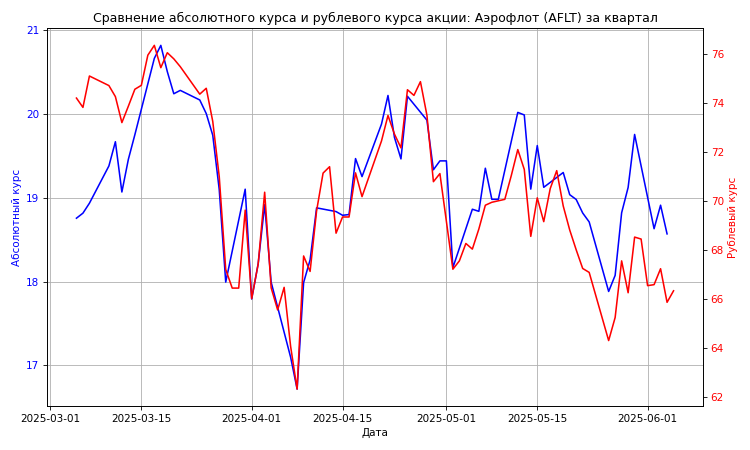 Сравнение абсолютного курса и рублевого курса акции: Аэрофлот (AFLT) за квартал
21
20
19
18
17
Абсолютный курс
76
74
72
70
68
66
64
62
Рублевый курс
2025-03-01 2025-03-15 2025-04-01 2025-04-15 2025-05-01 2025-05-15 2025-06-01
Дата